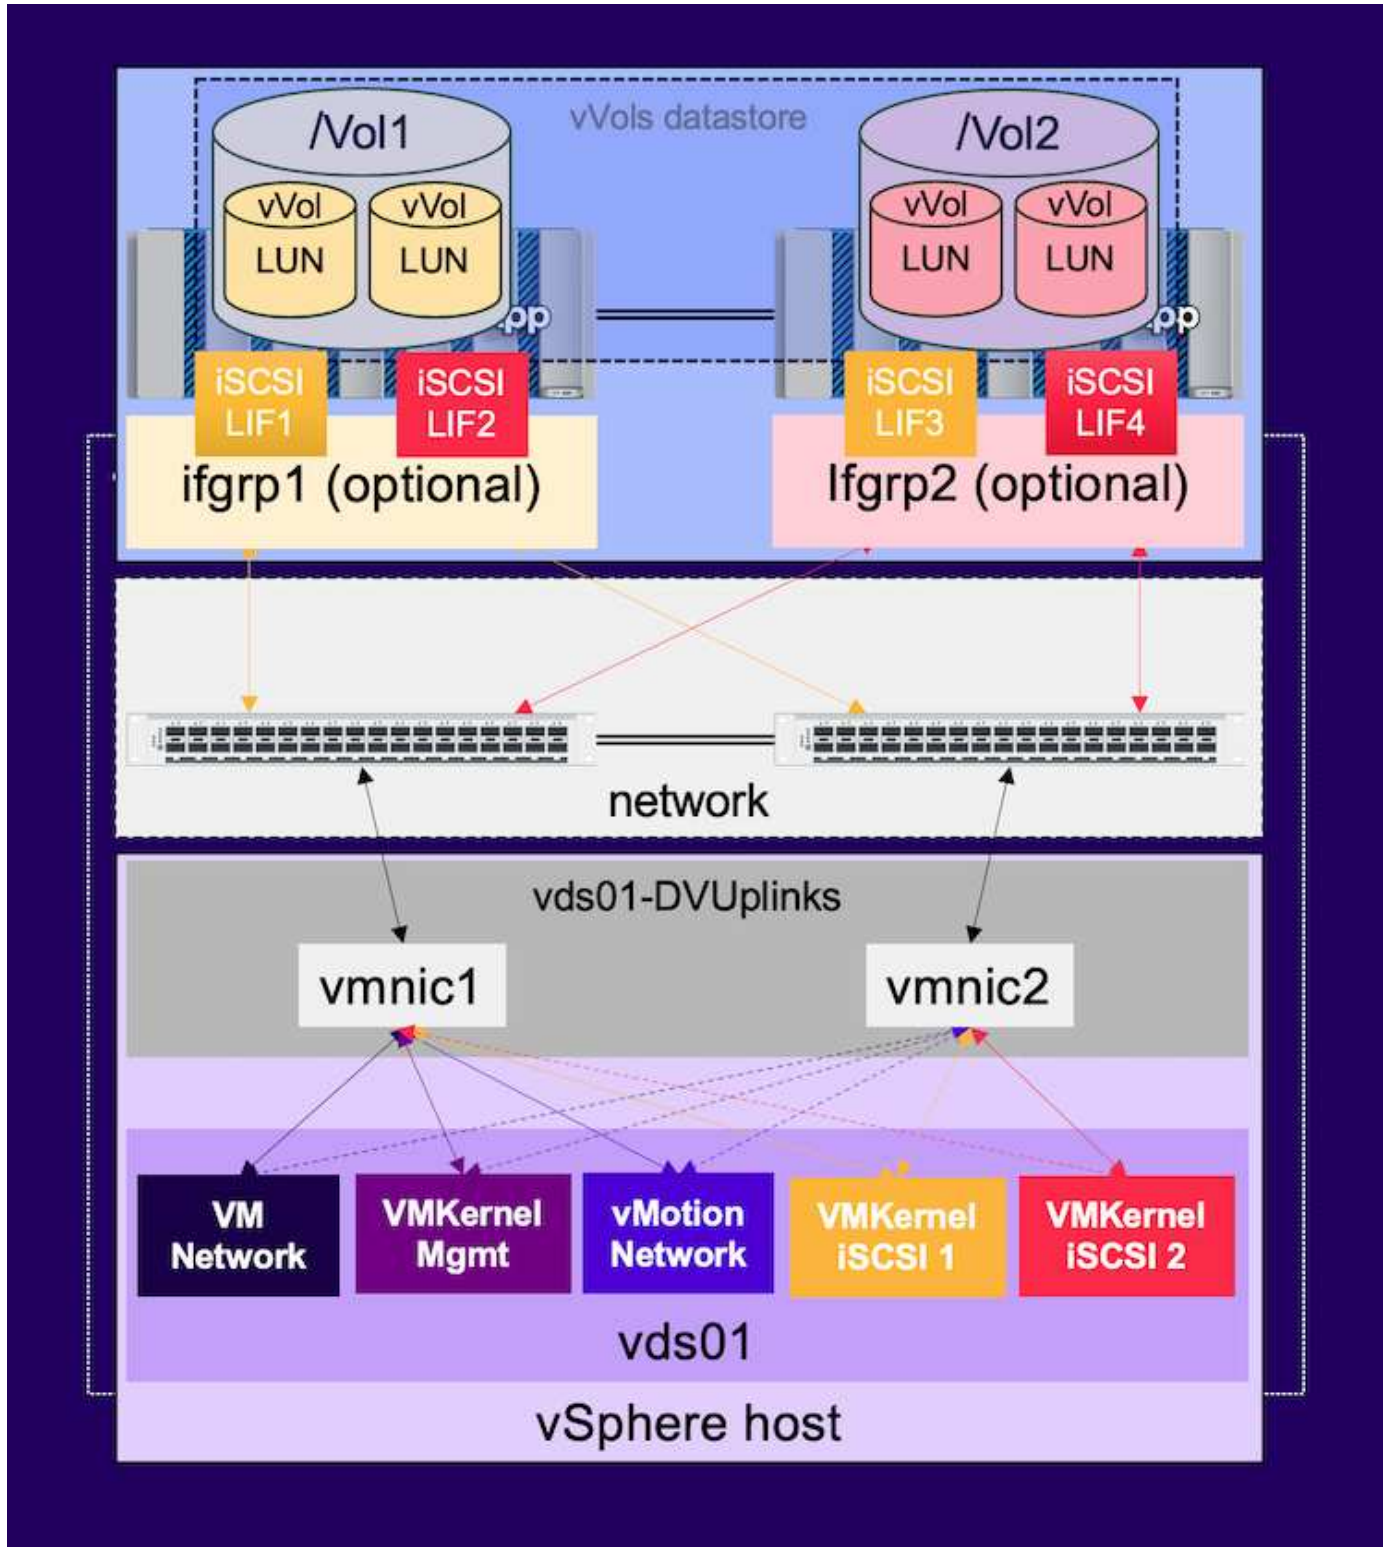 vVols datastore
/Vol1
/Vol2
vVol
vVol
vVol
vVol
LUN
LUN
LUN
LUN
pp
pp
iSCSI
LIF1
iSCSI
LIF2
iSCSI
LIF3
iSCSI
LIF4
ifgrp1 (optional)
Ifgrp2 (optional)
network
vds01-DVUplinks
vmnic1
vmnic2
VM
Network
VMKernel
Mgmt
vMotion
Network
VMKernel
iSCSI 1
VMKernel
iSCSI 2
vds01
vSphere host